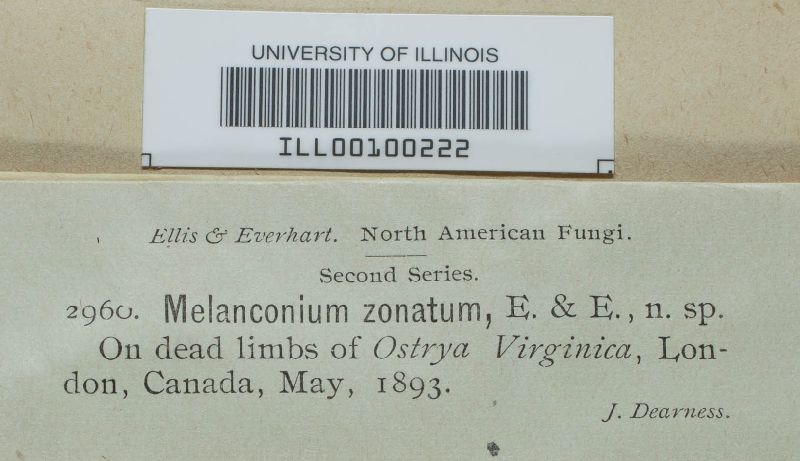 UNIVERSITY OF ILLINOIS
ILL00100222
Ellis & Everhart. North American Fungi.
Second Series.
2960. Melanconium zonatum, E. & E., n. sp.
On dead limbs of Ostrya Virginica, Lon-
don, Canada, May, 1893.
J. Dearness.